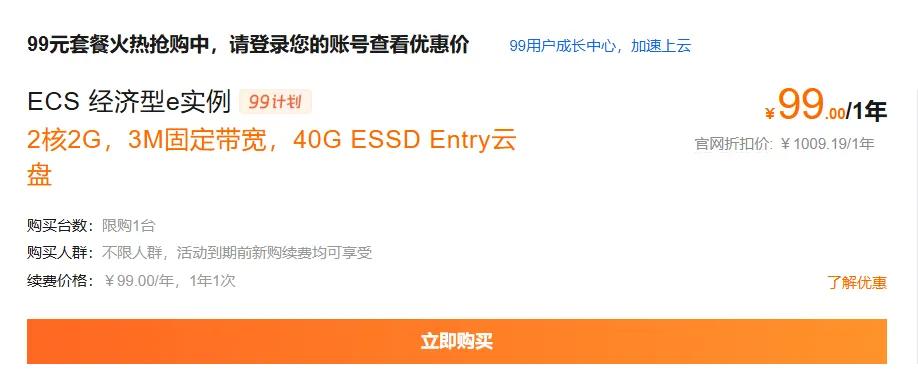 99元套餐火热抢购中，请登录您的账号查看优惠价 99用户成长中心，加速上云
ECS 经济型e实例 99计划
¥99.00/1年
2核2G，3M固定带宽，40G ESSD Entry云
盘
官网折扣价: ¥1009.19/1年
购买台数： 限购1台
购买人群： 不限人群，活动到期前新购续费均可享受
续费价格： ¥99.00/年，1年1次
了解优惠
立即购买